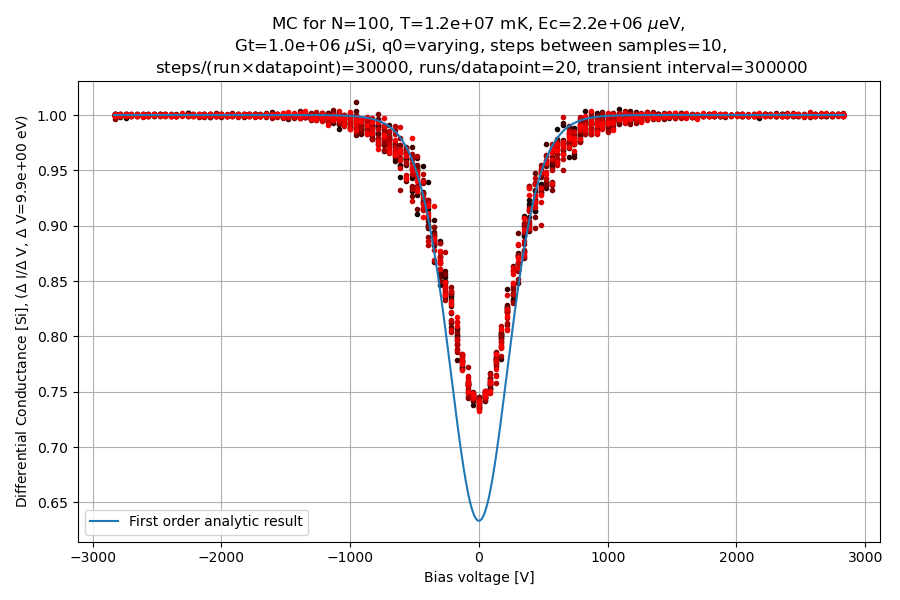 MC for N=100, T=1.2e+07 mK, Ec=2.2e+06 μeV,
Gt=1.0e+06 μSi, q0=varying, steps between samples=10,
steps/(run×datapoint)=30000, runs/datapoint=20, transient interval=300000
Differential Conductance [Si], (Δ I/Δ V, Δ V=9.9e+00 eV)
1.00
0.95
0.90
0.85
0.80
0.75
0.70
0.65
First order analytic result
−3000
−2000
−1000
0
1000
2000
3000
Bias voltage [V]